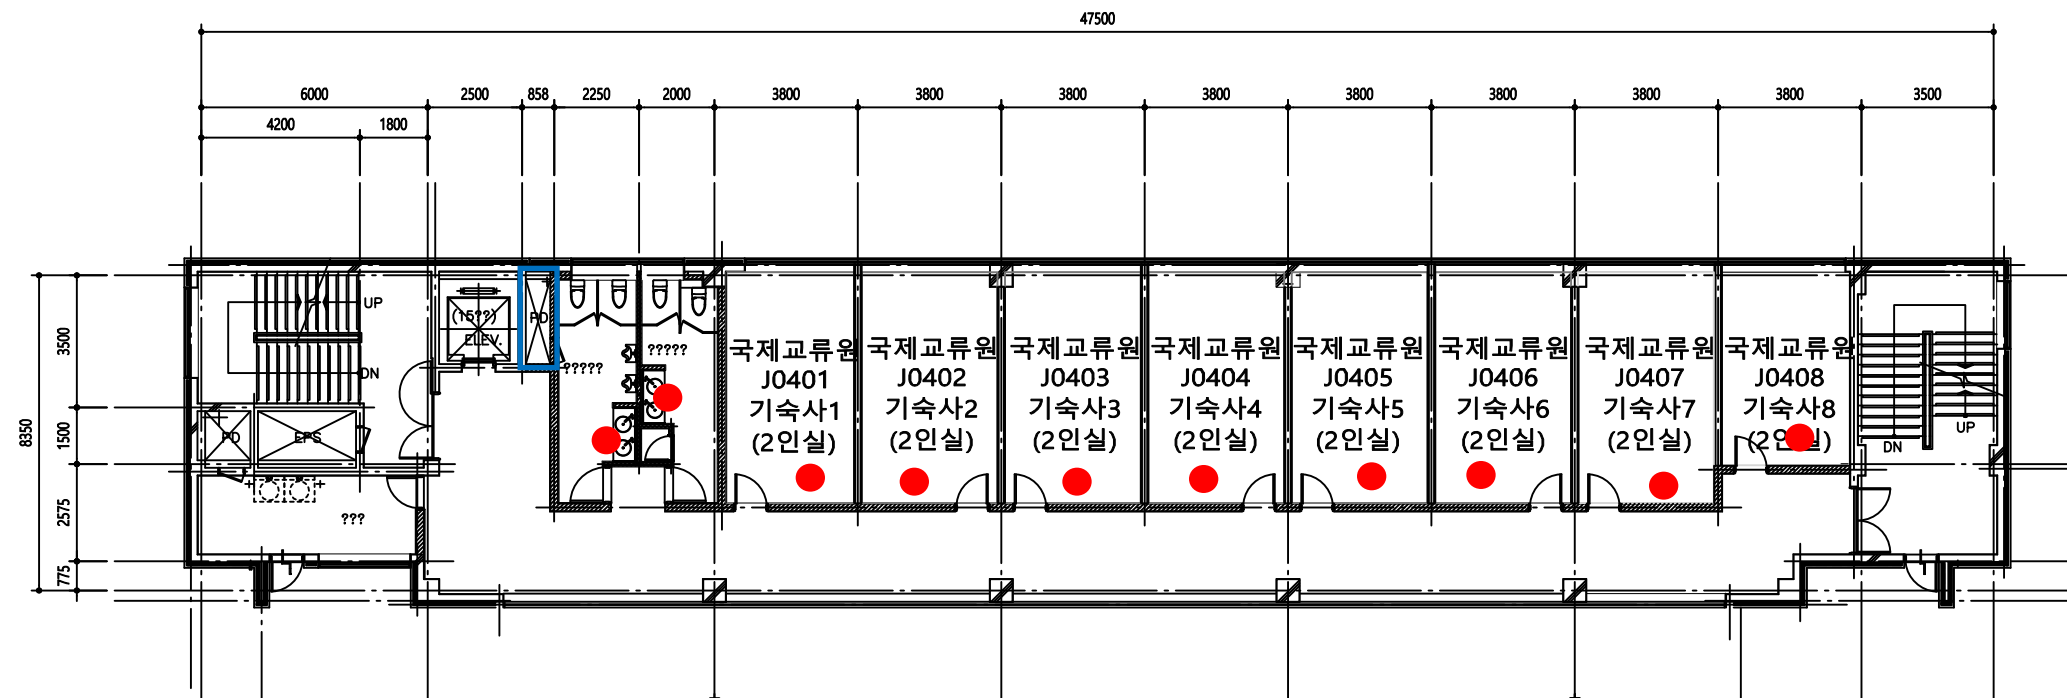 47500
6000
2500
858
2250
2000
3800
3800
3800
3800
3800
3800
3800
3800
3500
4200
1800
8350
3500
1500
2575
775
UP
DN
PD
EPS
???
(15??)
ELEV.
PD
?????
?????
국제교류원
J0401
기숙사1
(2인실)
국제교류원
J0402
기숙사2
(2인실)
국제교류원
J0403
기숙사3
(2인실)
국제교류원
J0404
기숙사4
(2인실)
국제교류원
J0405
기숙사5
(2인실)
국제교류원
J0406
기숙사6
(2인실)
국제교류원
J0407
기숙사7
(2인실)
국제교류원
J0408
기숙사8
(2인실)
UP
DN